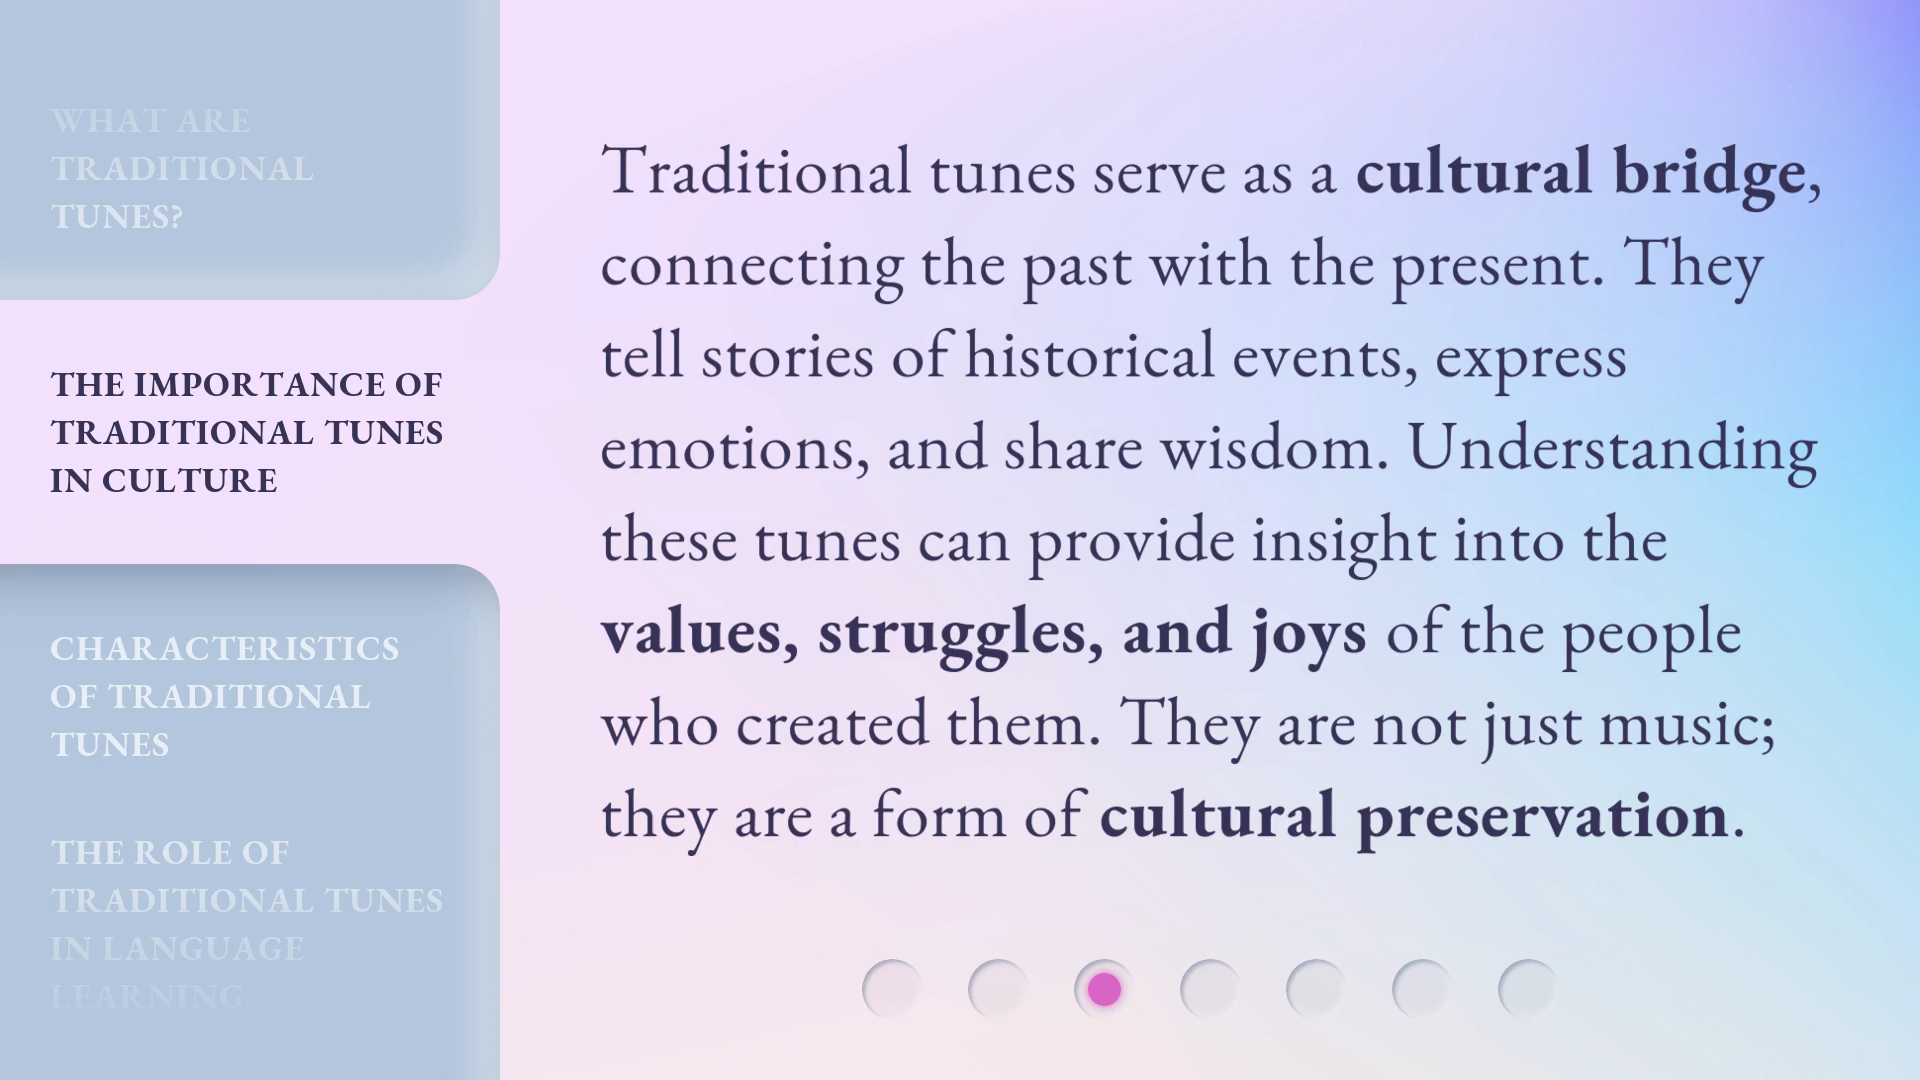 WHAT ARE
TRADITIONAL
TUNES?
THE IMPORTANCE OF
TRADITIONAL TUNES
IN CULTURE
CHARACTERISTICS
OF TRADITIONAL
TUNES
THE ROLE OF
TRADITIONAL TUNES
IN LANGUAGE
LEARNING
Traditional tunes serve as a cultural bridge,
connecting the past with the present. They
tell stories of historical events, express
emotions, and share wisdom. Understanding
these tunes can provide insight into the
values, struggles, and joys of the people
who created them. They are not just music;
they are a form of cultural preservation.